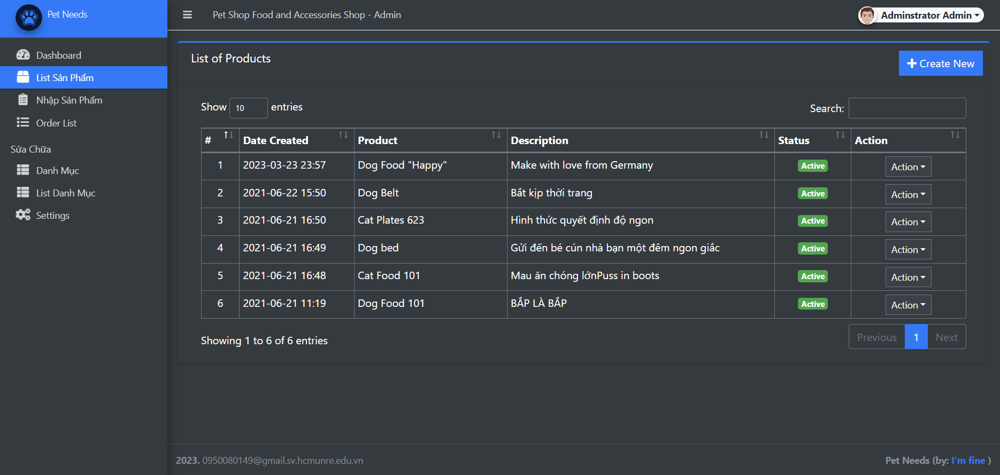 Pet Needs
Pet Shop Food and Accessories Shop - Admin
Adminstrator Admin
Dashboard
List Sản Phẩm
Nhập Sản Phẩm
Order List
Sửa Chữa
Danh Mục
List Danh Mục
Settings
List of Products
Create New
Show 10 entries
Search:
# Date Created Product Description Status Action
1 2023-03-23 23:57 Dog Food "Happy" Make with love from Germany Active Action
2 2021-06-22 15:50 Dog Belt Bắt kịp thời trang Active Action
3 2021-06-21 16:50 Cat Plates 623 Hình thức quyết định độ ngon Active Action
4 2021-06-21 16:49 Dog bed Gửi đến bé cún nhà bạn một đêm ngon giắc Active Action
5 2021-06-21 16:48 Cat Food 101 Mau ăn chóng lớnPuss in boots Active Action
6 2021-06-21 11:19 Dog Food 101 BẮP LÀ BẮP Active Action
Showing 1 to 6 of 6 entries
Previous 1 Next
2023. 0950080149@gmail.sv.hcmunre.edu.vn
Pet Needs (by: I'm fine )